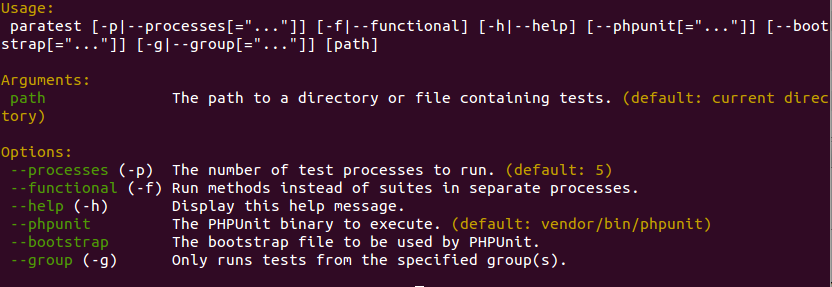 Usage:
 paratest [-p|--processes[="..."]] [-f|--functional] [-h|--help] [--phpunit[="..."]] [--boot
strap[="..."]] [-g|--group[="..."]] [path]

Arguments:
 path              The path to a directory or file containing tests. (default: current direc
tory)

Options:
 --processes (-p)  The number of test processes to run. (default: 5)
 --functional (-f) Run methods instead of suites in separate processes.
 --help (-h)       Display this help message.
 --phpunit         The PHPUnit binary to execute. (default: vendor/bin/phpunit)
 --bootstrap       The bootstrap file to be used by PHPUnit.
 --group (-g)      Only runs tests from the specified group(s).